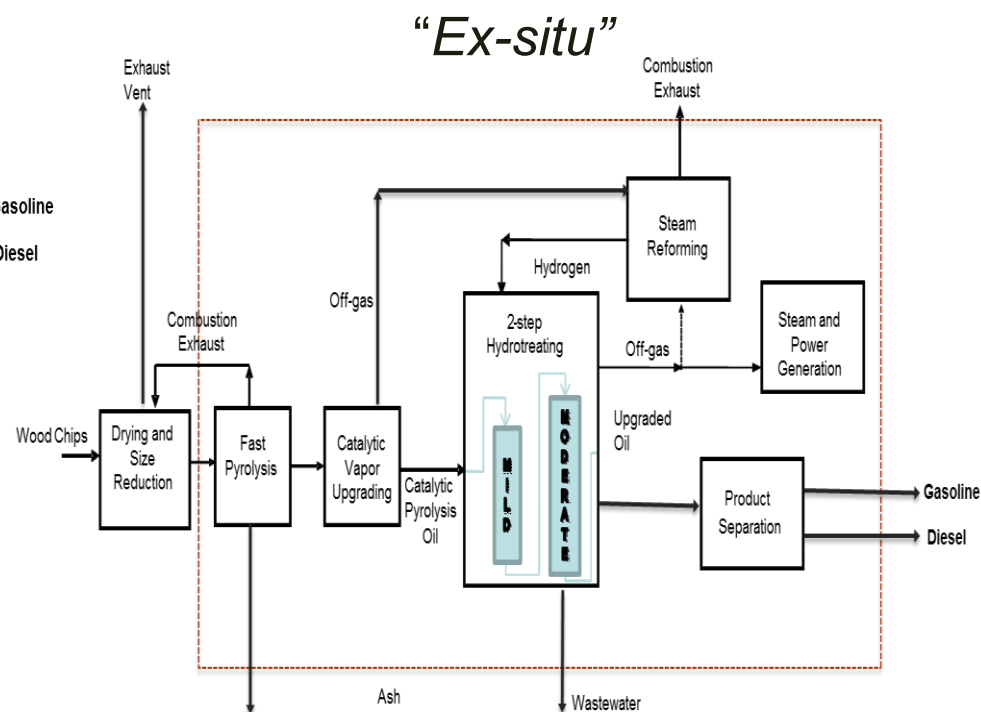 “Ex-situ”
Exhaust
Vent
Combustion
Exhaust
Diesel
Steam
Reforming
Hydrogen
Off-gas
2-step
Hydrotreating
Off-gas
Steam and
Power
Generation
Combustion
Exhaust
Wood Chips
Drying and
Size
Reduction
Fast
Pyrolysis
Catalytic
Vapor
Upgrading
Catalytic
Pyrolysis
Oil
MILD
MODERATE
Upgraded
Oil
Product
Separation
Gasoline
Diesel
Ash
Wastewater